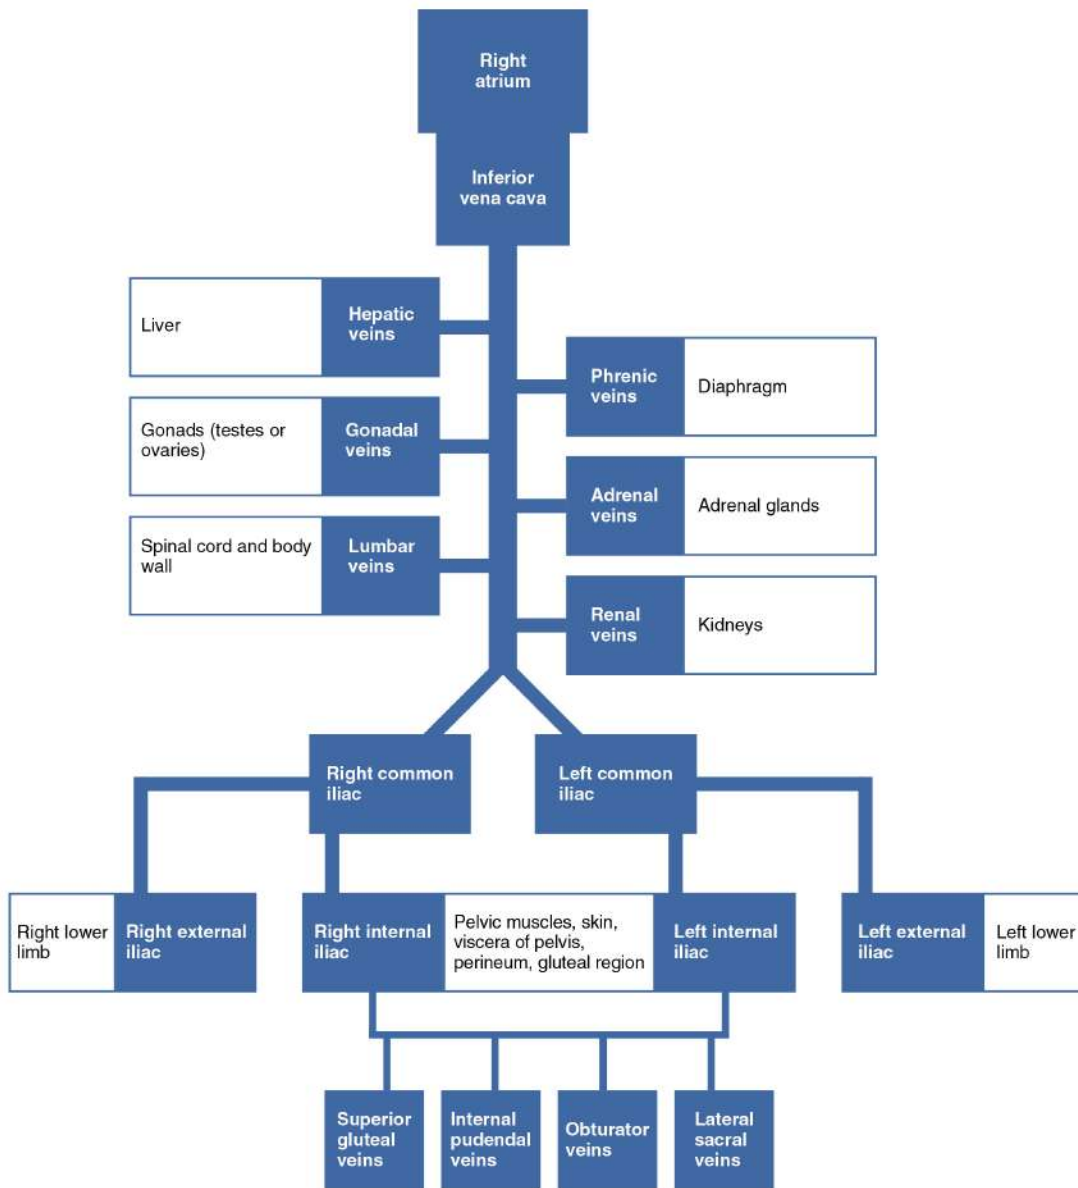 Right
atrium
Inferior
vena cava
Liver
Hepatic
veins
Phrenic
veins
Diaphragm
Gonads (testes or
ovaries)
Gonadal
veins
Adrenal
veins
Adrenal glands
Spinal cord and body
wall
Lumbar
veins
Renal
veins
Kidneys
Right common
iliac
Left common
iliac
Right lower
limb
Right external
iliac
Right internal
iliac
Pelvic muscles, skin,
viscera of pelvis,
perineum, gluteal region
Left internal
iliac
Left external
iliac
Left lower
limb
Superior
gluteal
veins
Internal
pudendal
veins
Obturator
veins
Lateral
sacral
veins